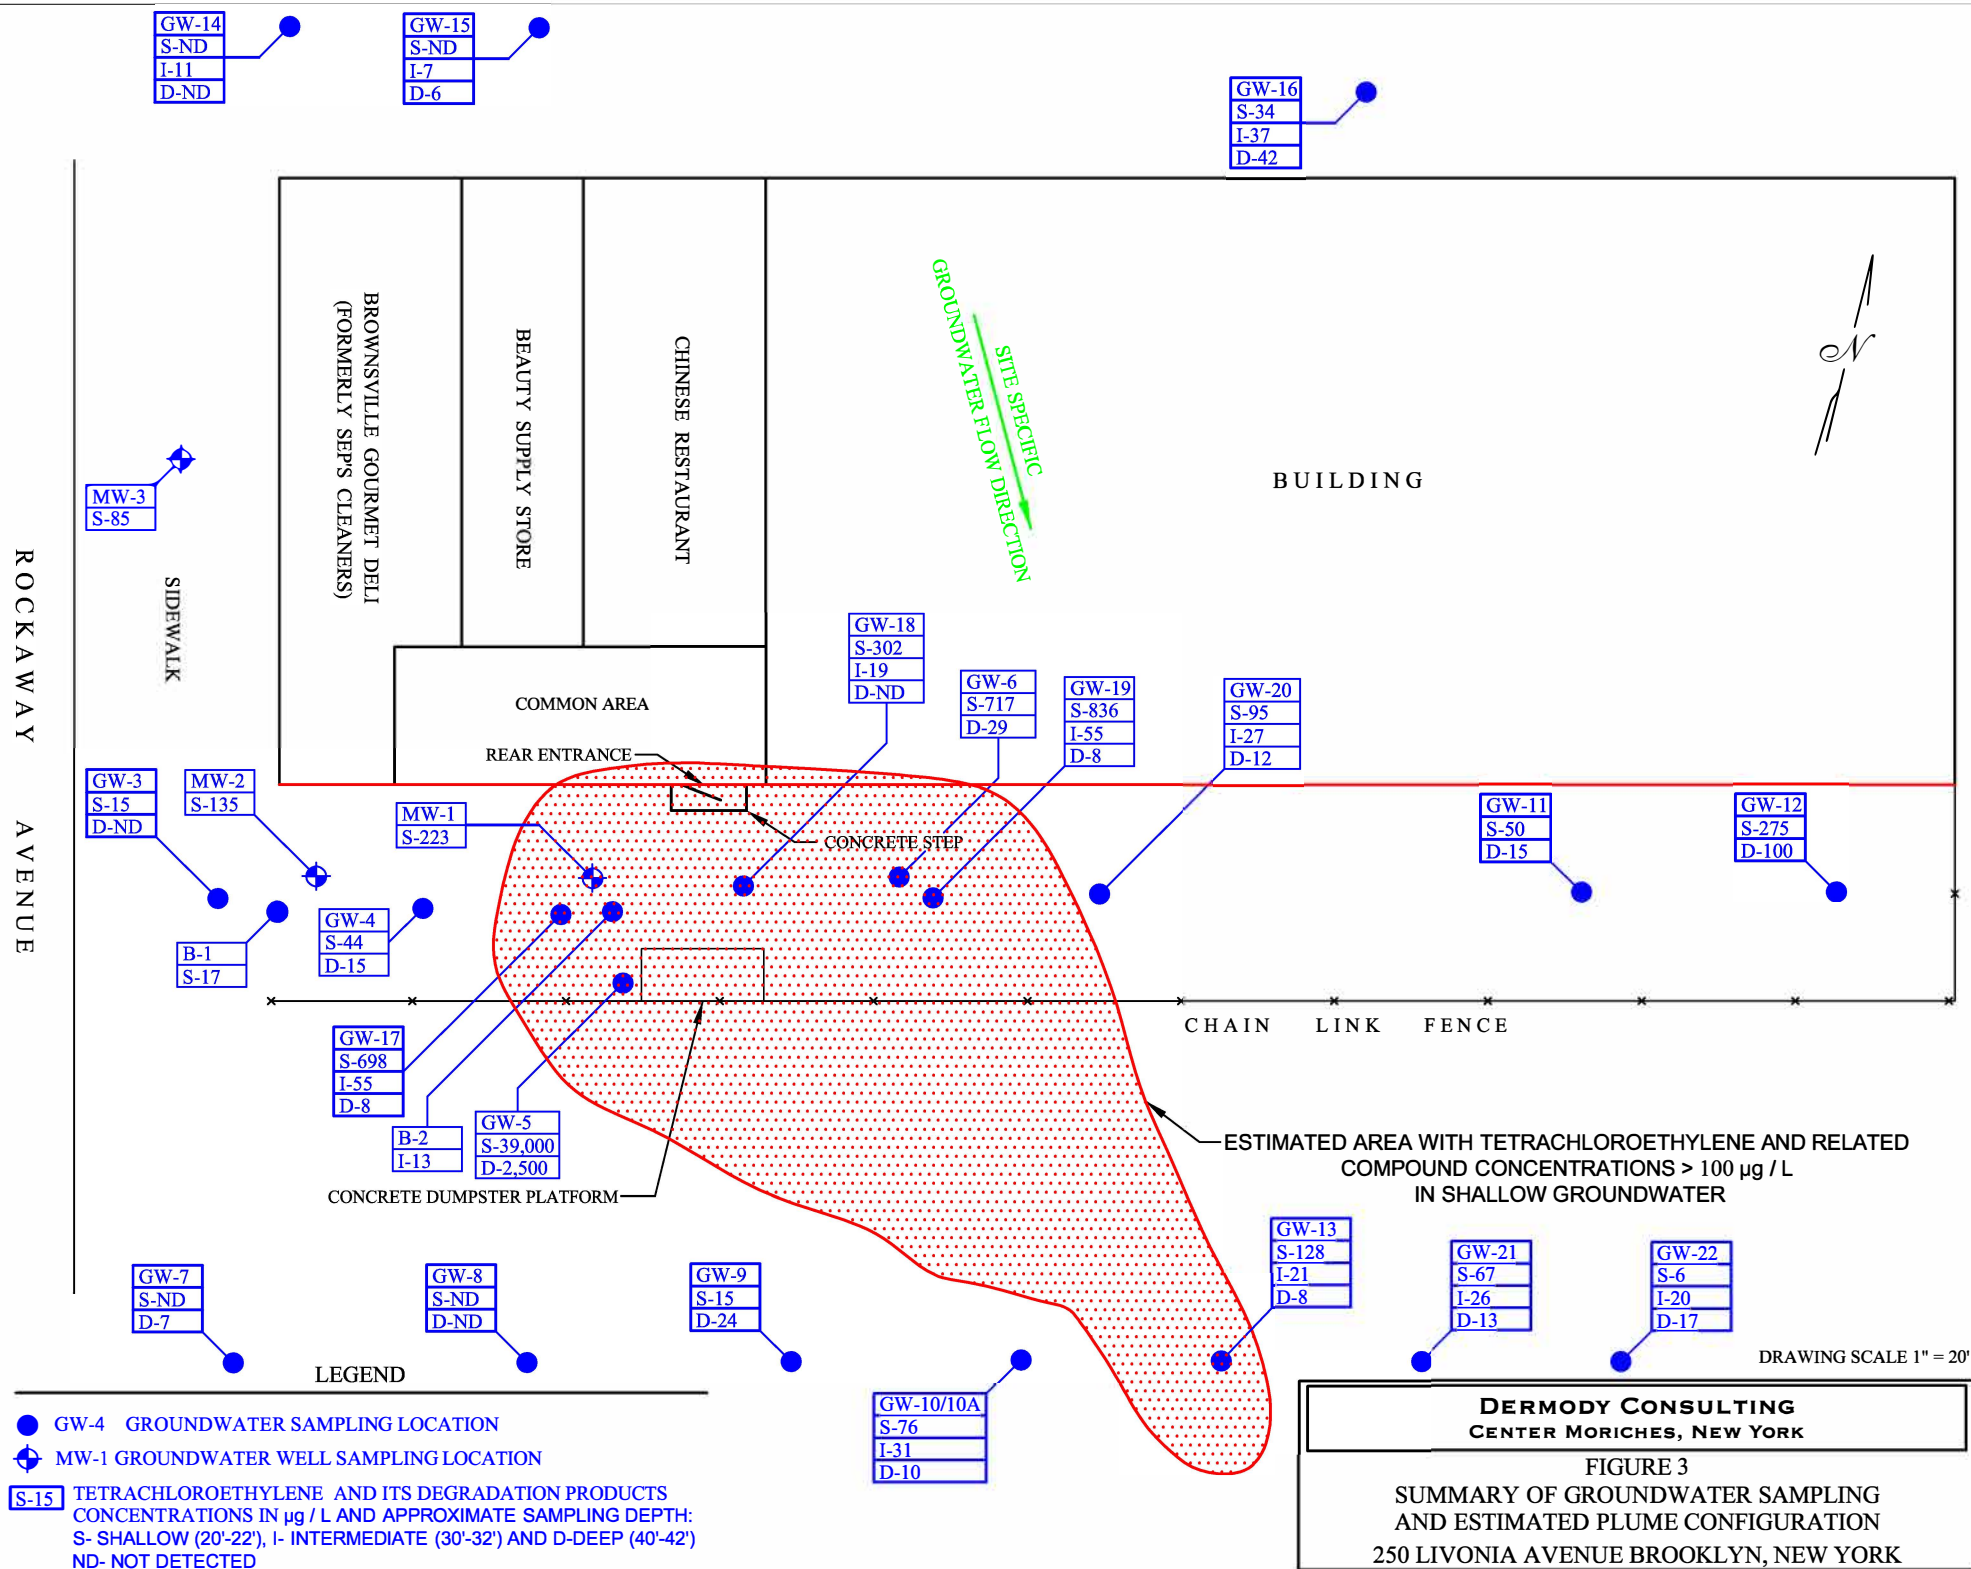 GW-14
S-ND
I-11
D-ND
GW-15
S-ND
I-7
D-6
GW-16
S-34
I-37
D-42
BROWNSVILLE GOURMET DELI
(FORMERLY SEP'S CLEANERS)
BEAUTY SUPPLY STORE
CHINESE RESTAURANT
SITE SPECIFIC
GROUNDWATER FLOW DIRECTION
BUILDING
N
MW-3
S-85
SIDEWALK
ROCKAWAY AVENUE
COMMON AREA
REAR ENTRANCE
GW-18
S-302
I-19
D-ND
GW-6
S-717
D-29
GW-19
S-836
I-55
D-8
GW-20
S-95
I-27
D-12
GW-3
S-15
D-ND
MW-2
S-135
MW-1
S-223
CONCRETE STEP
GW-11
S-50
D-15
GW-12
S-275
D-100
B-1
S-17
GW-4
S-44
D-15
CHAIN LINK FENCE
GW-17
S-698
I-55
D-8
B-2
I-13
GW-5
S-39,000
D-2,500
CONCRETE DUMPSTER PLATFORM
ESTIMATED AREA WITH TETRACHLOROETHYLENE AND RELATED
COMPOUND CONCENTRATIONS > 100 µg / L
IN SHALLOW GROUNDWATER
GW-7
S-ND
D-7
GW-8
S-ND
D-ND
GW-9
S-15
D-24
GW-10/10A
S-76
I-31
D-10
GW-13
S-128
I-21
D-8
GW-21
S-67
I-26
D-13
GW-22
S-6
I-20
D-17
DRAWING SCALE 1" = 20'
LEGEND
GW-4 GROUNDWATER SAMPLING LOCATION
MW-1 GROUNDWATER WELL SAMPLING LOCATION
S-15 TETRACHLOROETHYLENE AND ITS DEGRADATION PRODUCTS
CONCENTRATIONS IN µg / L AND APPROXIMATE SAMPLING DEPTH:
S- SHALLOW (20'-22'), I- INTERMEDIATE (30'-32') AND D-DEEP (40'-42')
ND- NOT DETECTED
DERMODY CONSULTING
CENTER MORICHES, NEW YORK
FIGURE 3
SUMMARY OF GROUNDWATER SAMPLING
AND ESTIMATED PLUME CONFIGURATION
250 LIVONIA AVENUE BROOKLYN, NEW YORK